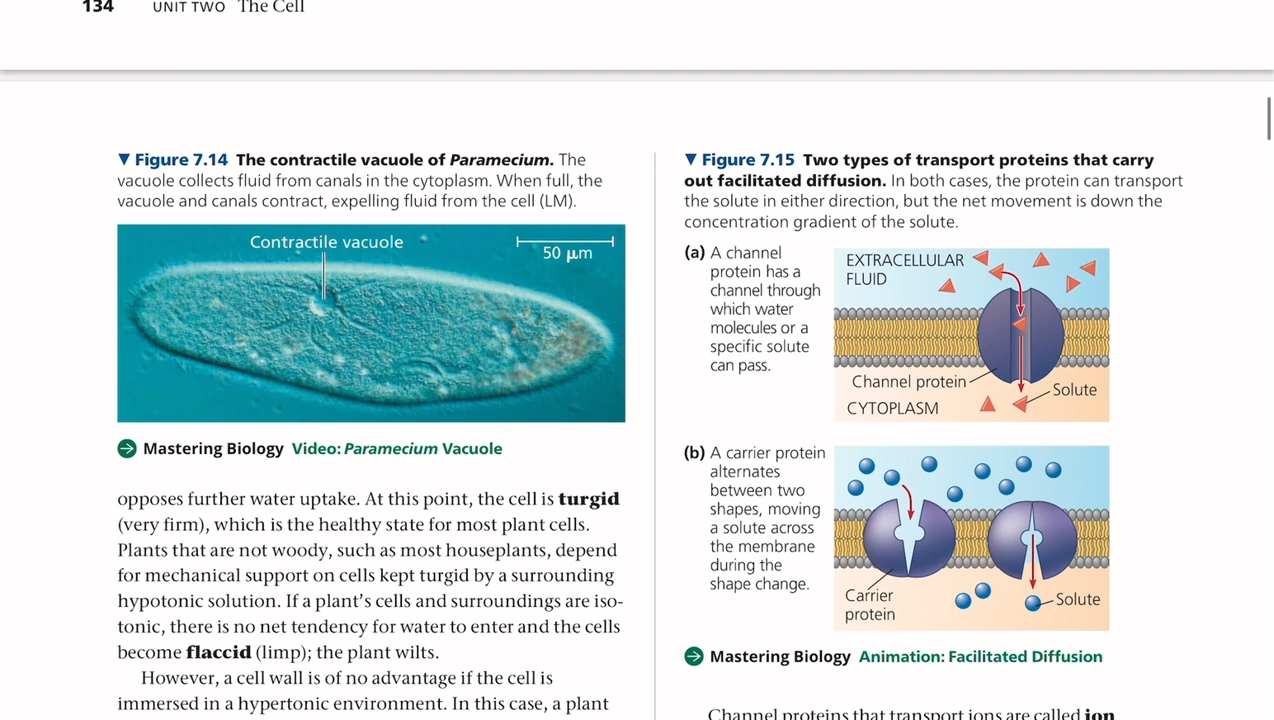 134 UNIT TWO The Cell
▼ Figure 7.14 The contractile vacuole of Paramecium. The
vacuole collects fluid from canals in the cytoplasm. When full, the
vacuole and canals contract, expelling fluid from the cell (LM).
Contractile vacuole
50 μm
Mastering Biology Video: Paramecium Vacuole
opposes further water uptake. At this point, the cell is turgid
(very firm), which is the healthy state for most plant cells.
Plants that are not woody, such as most houseplants, depend
for mechanical support on cells kept turgid by a surrounding
hypotonic solution. If a plant’s cells and surroundings are iso-
tonic, there is no net tendency for water to enter and the cells
become flaccid (limp); the plant wilts.
However, a cell wall is of no advantage if the cell is
immersed in a hypertonic environment. In this case, a plant
▼ Figure 7.15 Two types of transport proteins that carry
out facilitated diffusion. In both cases, the protein can transport
the solute in either direction, but the net movement is down the
concentration gradient of the solute.
(a) A channel
protein has a
channel through
which water
molecules or a
specific solute
can pass.
EXTRACELLULAR
FLUID
Channel protein
Solute
CYTOPLASM
(b) A carrier protein
alternates
between two
shapes, moving
a solute across
the membrane
during the
shape change.
Carrier
protein
Solute
Mastering Biology Animation: Facilitated Diffusion
Channel proteins that transport ions are called ion